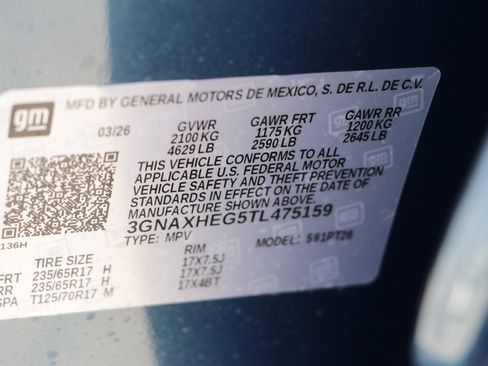 gm
MFD BY GENERAL MOTORS DE MEXICO, S. DE R.L. DE C.V.
03/26 GVWR GAWR FRT GAWR RR
2100 KG 1175 KG 1200 KG
4629 LB 2590 LB 2645 LB
THIS VEHICLE CONFORMS TO ALL
APPLICABLE U.S. FEDERAL MOTOR
VEHICLE SAFETY AND THEFT PREVENTION
STANDARDS IN EFFECT ON THE DATE OF
MANUFACTURE SHOWN ABOVE.
3GNAXHEG5TL475159
TYPE: MPV MODEL: 591PT26
136H
TIRE SIZE RIM
FRT 235/65R17 H 17X7.5J
RR 235/65R17 H 17X7.5J
SPA T125/70R17 M 17X4BT